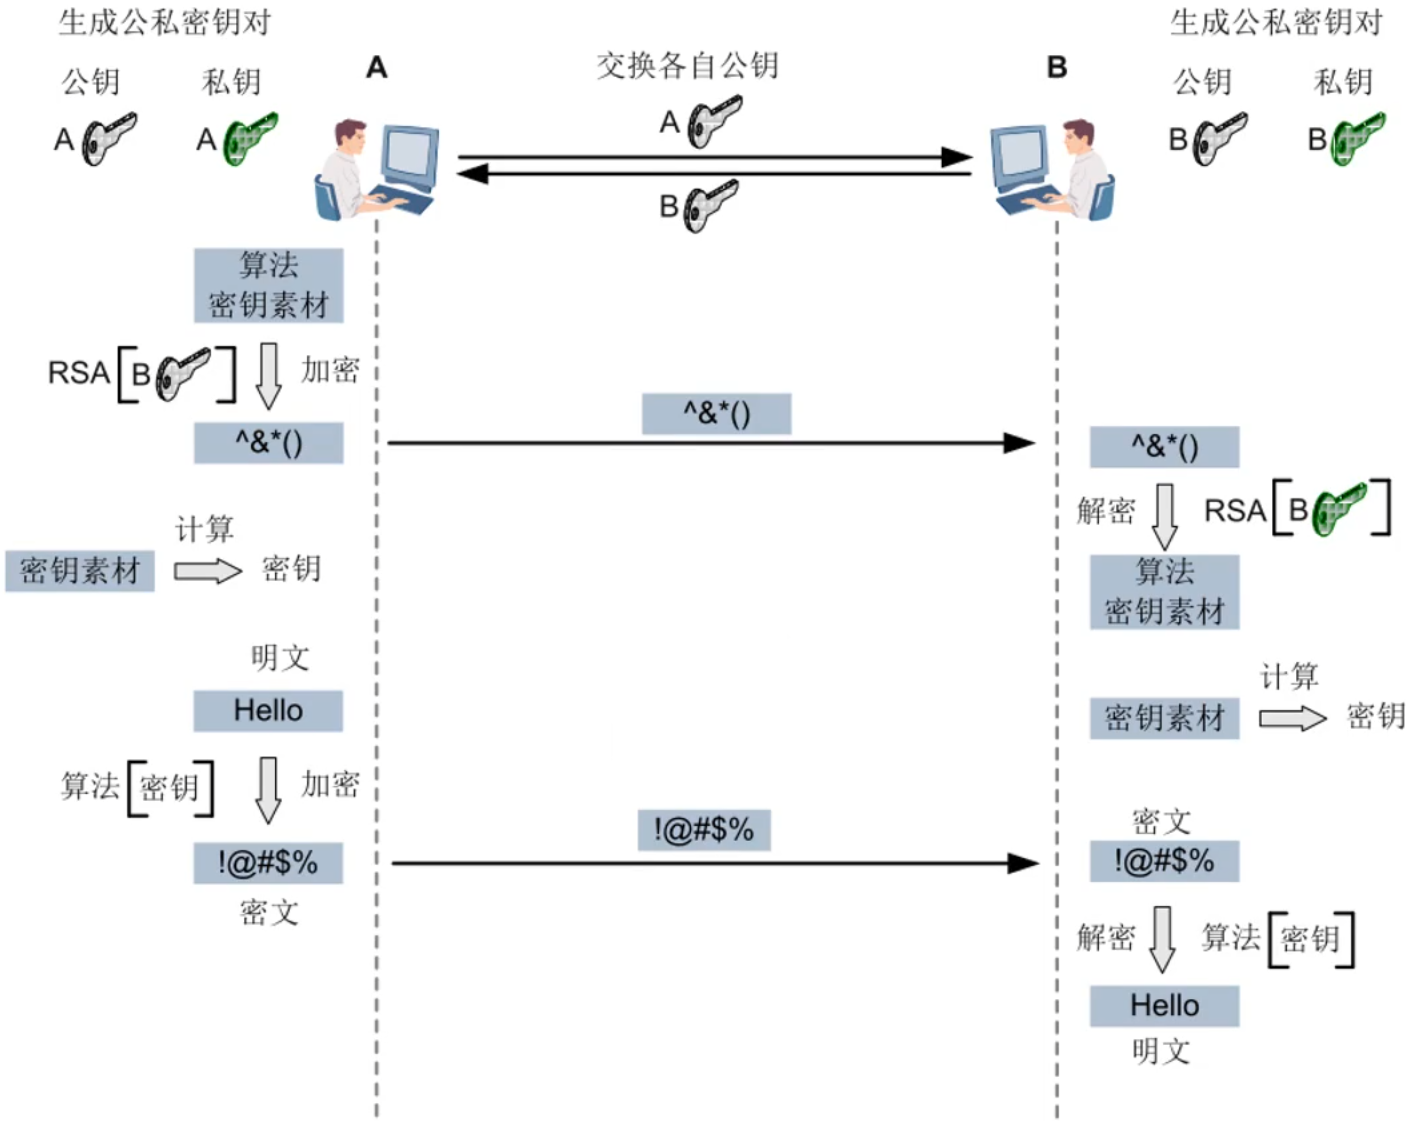 生成公私密钥对
公钥
私钥
A
A
A
交换各自公钥
A
B
B
生成公私密钥对
公钥
私钥
B
B
算法
密钥素材
RSA[B]
加密
^&*()
^&*()
^&*()
解密
RSA[B]
算法
密钥素材
密钥素材
计算
密钥
密钥素材
计算
密钥
明文
Hello
算法[密钥]
加密
!@#$%
密文
!@#$%
密文
!@#$%
解密
算法[密钥]
Hello
明文